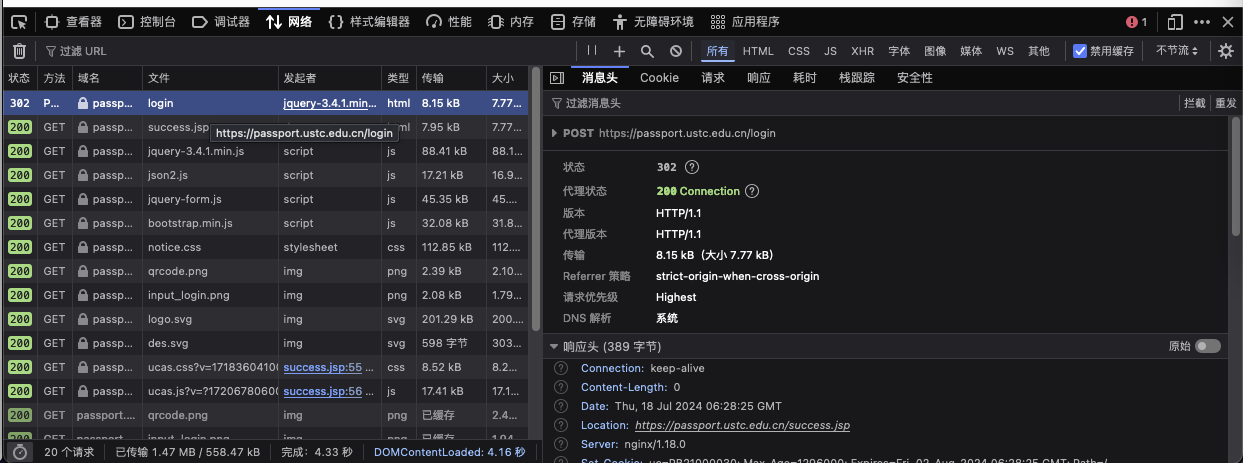 查看器 控制台 调试器 网络 样式编辑器 性能 内存 存储 无障碍环境 应用程序 1
过滤 URL 所有 HTML CSS JS XHR 字体 图像 媒体 WS 其他 禁用缓存 不节流
状态 方法 域名 文件 发起者 类型 传输 大小
302 P... passp... login jquery-3.4.1.min... html 8.15 kB 7.77...
200 GET passp... success.jsp 7.95 kB 7.77...
https://passport.ustc.edu.cn/login
200 GET passp... jquery-3.4.1.min.js script js 88.41 kB 88.1...
200 GET passp... json2.js script js 17.21 kB 16.9...
200 GET passp... jquery-form.js script js 45.35 kB 45....
200 GET passp... bootstrap.min.js script js 32.08 kB 31.8...
200 GET passp... notice.css stylesheet css 112.85 kB 112....
200 GET passp... qrcode.png img png 2.39 kB 2.10...
200 GET passp... input_login.png img png 2.08 kB 1.79...
200 GET passp... logo.svg img svg 201.29 kB 200....
200 GET passp... des.svg img svg 598 字节 303...
200 GET passp... ucas.css?v=171836041000 success.jsp:55 ... css 8.52 kB 8.2...
200 GET passp... ucas.js?v=?172067806000 success.jsp:56 ... js 17.41 kB 17.1...
200 GET passport.... qrcode.png img png 已缓存 2.4...
200 GET passport.... input_login.png img png 已缓存 1.94...
20 个请求 已传输 1.47 MB / 558.47 kB 完成：4.33 秒 DOMContentLoaded: 4.16 秒
消息头 Cookie 请求 响应 耗时 栈跟踪 安全性
过滤消息头 拦截 重发
POST https://passport.ustc.edu.cn/login
状态 302
代理状态 200 Connection
版本 HTTP/1.1
代理版本 HTTP/1.1
传输 8.15 kB（大小 7.77 kB）
Referrer 策略 strict-origin-when-cross-origin
请求优先级 Highest
DNS 解析 系统
响应头 (389 字节) 原始
Connection: keep-alive
Content-Length: 0
Date: Thu, 18 Jul 2024 06:28:25 GMT
Location: https://passport.ustc.edu.cn/success.jsp
Server: nginx/1.18.0
Set-Cookie: uc=PB21000030; Max-Age=1296000; Expires=Fri, 02-Aug-2024 06:28:25 GMT; Path=/